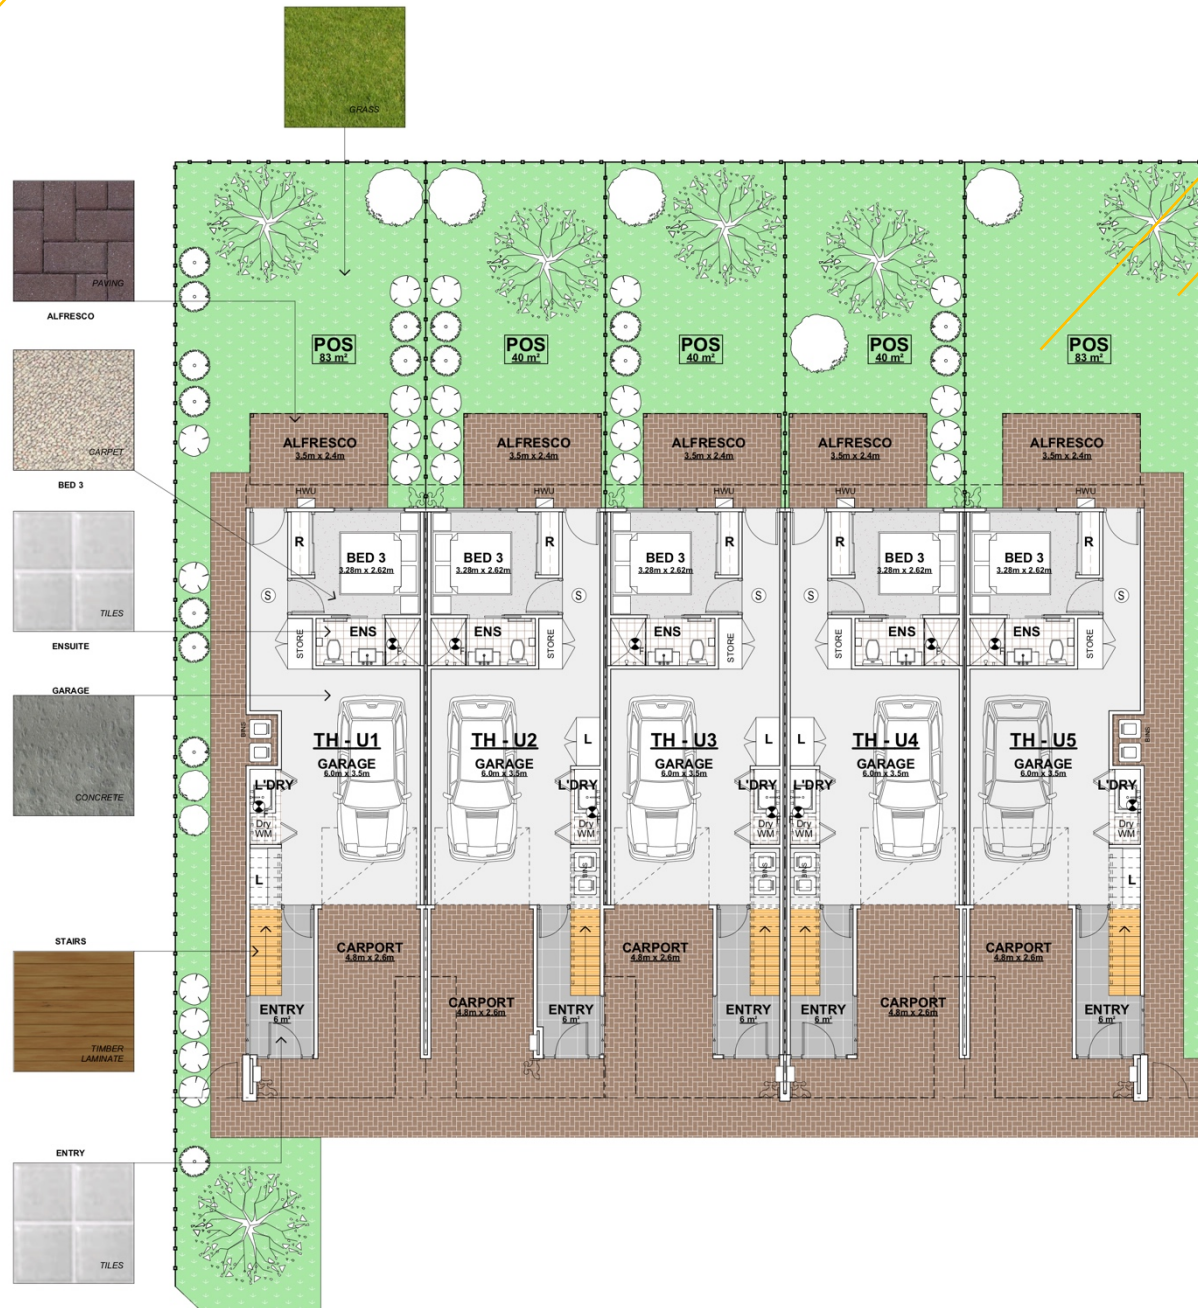 GRASS
PAVING
ALFRESCO
CARPET
BED 3
TILES
ENSUITE
GARAGE
CONCRETE
STAIRS
TIMBER
LAMINATE
ENTRY
TILES
POS
83 m²
POS
40 m²
POS
40 m²
POS
40 m²
POS
83 m²
ALFRESCO
3.5m x 2.4m
ALFRESCO
3.5m x 2.4m
ALFRESCO
3.5m x 2.4m
ALFRESCO
3.5m x 2.4m
ALFRESCO
3.5m x 2.4m
HWU
HWU
HWU
HWU
HWU
R
BED 3
3.28m x 2.62m
BED 3
3.28m x 2.62m
R
BED 3
3.28m x 2.62m
R
R
BED 3
3.28m x 2.62m
BED 3
3.28m x 2.62m
R
S
S
S
S
S
STORE
ENS
ENS
STORE
ENS
STORE
STORE
ENS
ENS
STORE
TH - U1
GARAGE
6.0m x 3.5m
TH - U2
GARAGE
6.0m x 3.5m
TH - U3
GARAGE
6.0m x 3.5m
TH - U4
GARAGE
6.0m x 3.5m
TH - U5
GARAGE
6.0m x 3.5m
BINS
L
L
L
BINS
L'DRY
Dry
WM
L'DRY
Dry
WM
L'DRY
Dry
WM
L'DRY
Dry
WM
L'DRY
Dry
WM
L
BINS
BINS
BINS
L
CARPORT
4.8m x 2.6m
CARPORT
4.8m x 2.6m
CARPORT
4.8m x 2.6m
CARPORT
4.8m x 2.6m
CARPORT
4.8m x 2.6m
ENTRY
6 m²
ENTRY
6 m²
ENTRY
6 m²
ENTRY
6 m²
ENTRY
6 m²